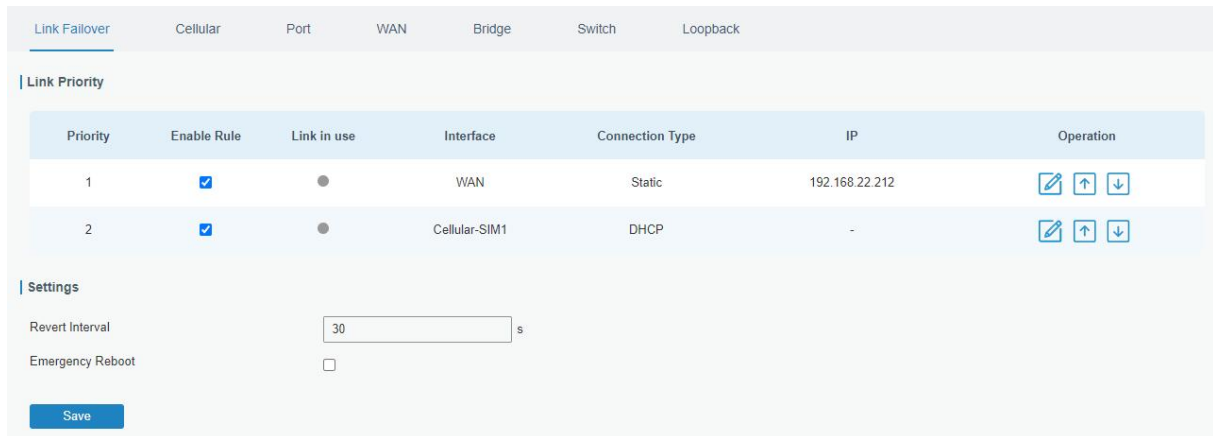 Link Failover Cellular Port WAN Bridge Switch Loopback
Link Priority
Priority Enable Rule Link in use Interface Connection Type IP Operation
1 WAN Static 192.168.22.212
2 Cellular-SIM1 DHCP -
Settings
Revert Interval 30 s
Emergency Reboot
Save